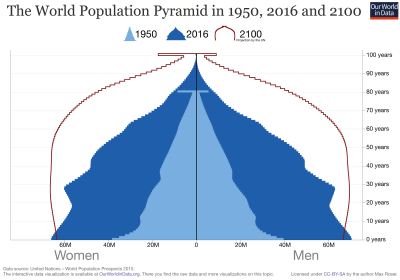 The World Population Pyramid in 1950, 2016 and 2100
Our World
in Data
1950
2016
2100
Projection by the UN
100 years
90 years
80 years
70 years
60 years
50 years
40 years
30 years
20 years
10 years
0 years
60M 40M 20M 0 20M 40M 60M
Women
Men
Data source: United Nations – World Population Prospects 2015.
The interactive data visualization is available at OurWorldinData.org. There you find the raw data and more visualizations on this topic.
Licensed under CC-BY-SA by the author Max Roser.